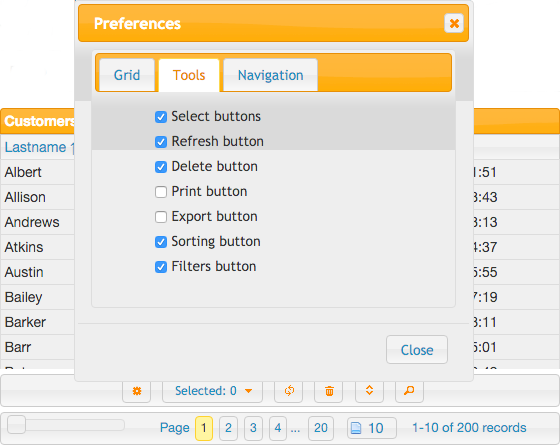 Preferences
Grid Tools Navigation
Customers
Lastname
Select buttons
Refresh button
Delete button
Print button
Export button
Sorting button
Filters button
Albert 1:51
Allison 3:43
Andrews 3:13
Atkins 4:37
Austin 5:55
Bailey 7:19
Barker 3:11
Barr 5:01
Close
Selected: 0
Page 1 2 3 4 ... 20 10 1-10 of 200 records